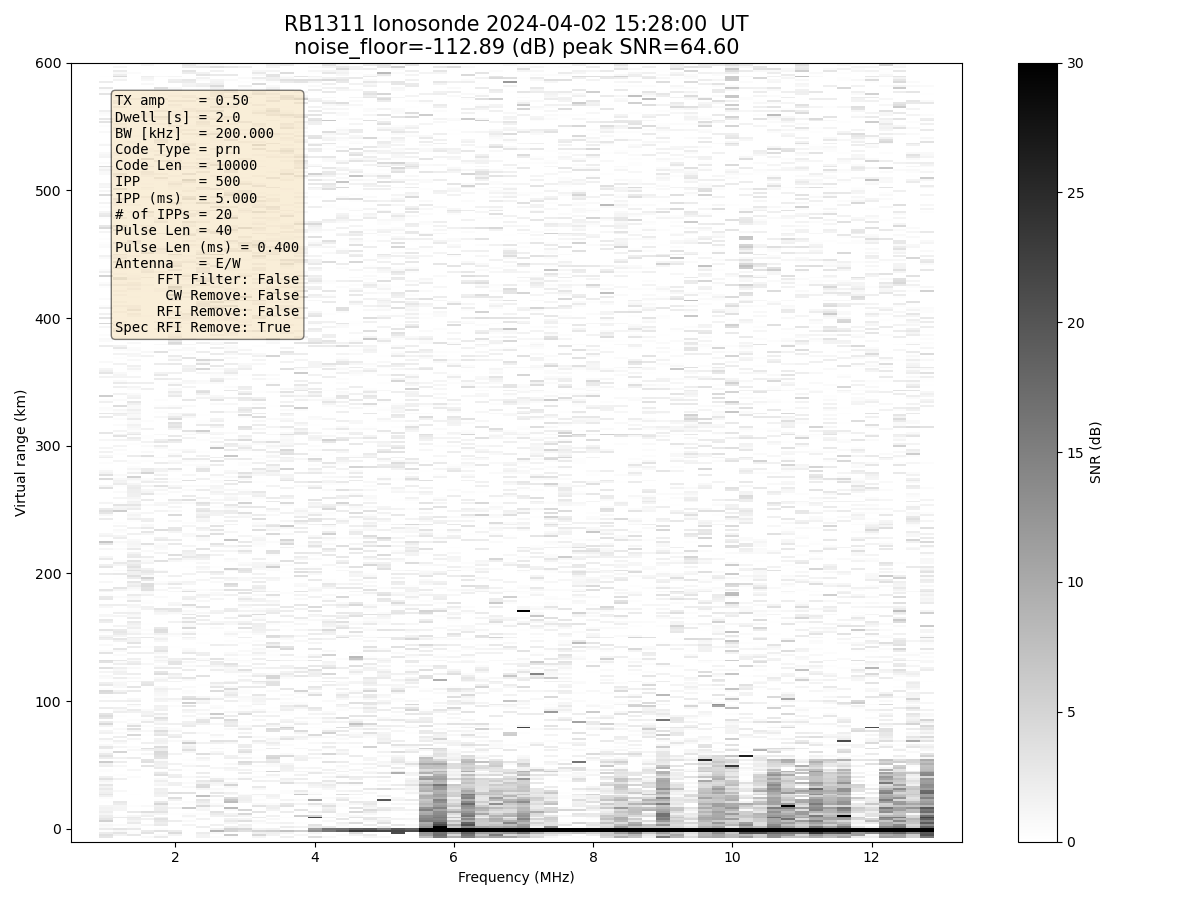 RB1311 Ionosonde 2024-04-02 15:28:00  UT
noise_floor=-112.89 (dB) peak SNR=64.60
TX amp    = 0.50
Dwell [s] = 2.0
BW [kHz]  = 200.000
Code Type = prn
Code Len  = 10000
IPP       = 500
IPP (ms)  = 5.000
# of IPPs = 20
Pulse Len = 40
Pulse Len (ms) = 0.400
Antenna   = E/W
FFT Filter: False
CW Remove: False
RFI Remove: False
Spec RFI Remove: True
Virtual range (km)
600
500
400
300
200
100
0
2
4
6
8
10
12
Frequency (MHz)
30
25
20
15
10
5
0
SNR (dB)